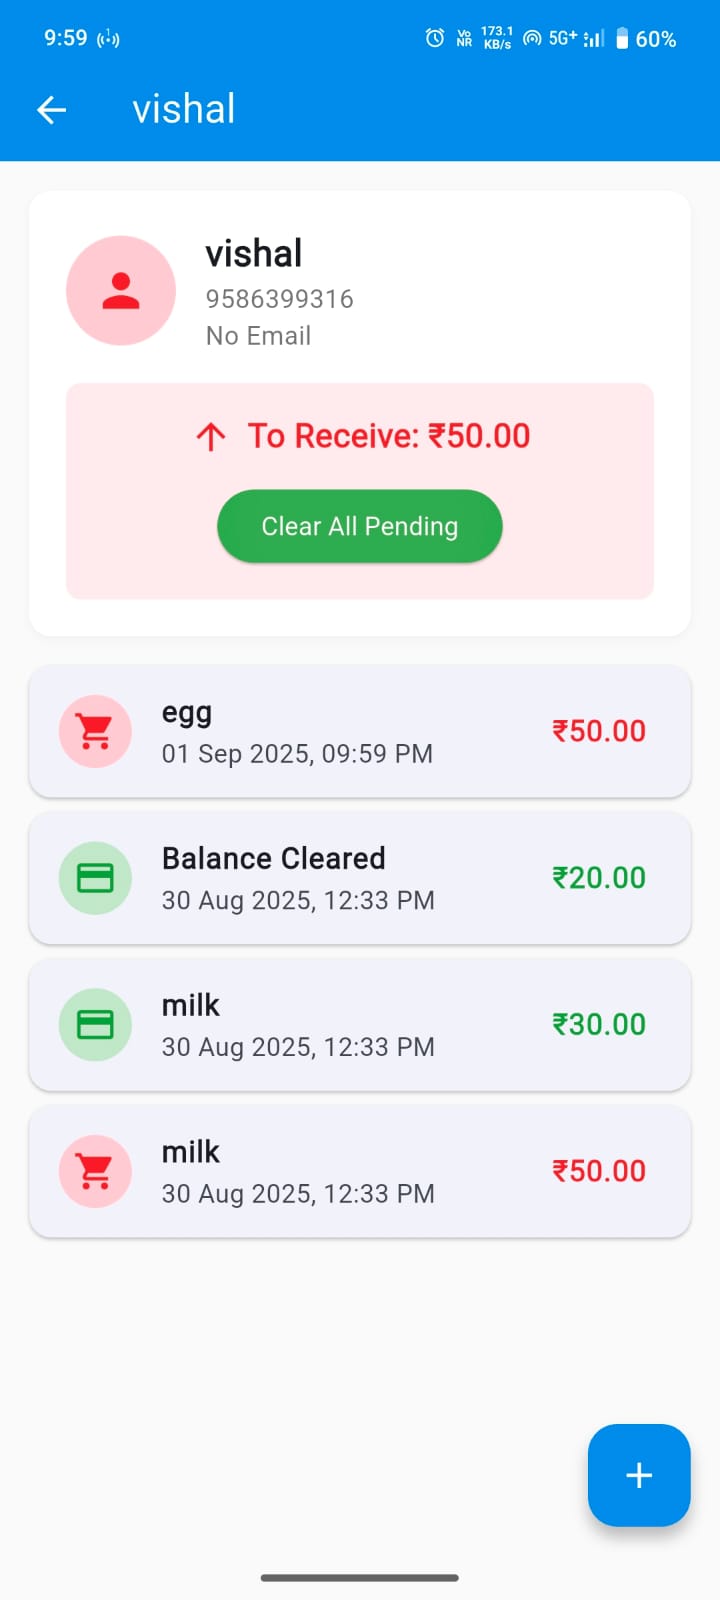 9:59
Vo NR 173.1 KB/s 5G+ 60%
vishal
vishal
9586399316
No Email
To Receive: ₹50.00
Clear All Pending
egg
01 Sep 2025, 09:59 PM
₹50.00
Balance Cleared
30 Aug 2025, 12:33 PM
₹20.00
milk
30 Aug 2025, 12:33 PM
₹30.00
milk
30 Aug 2025, 12:33 PM
₹50.00